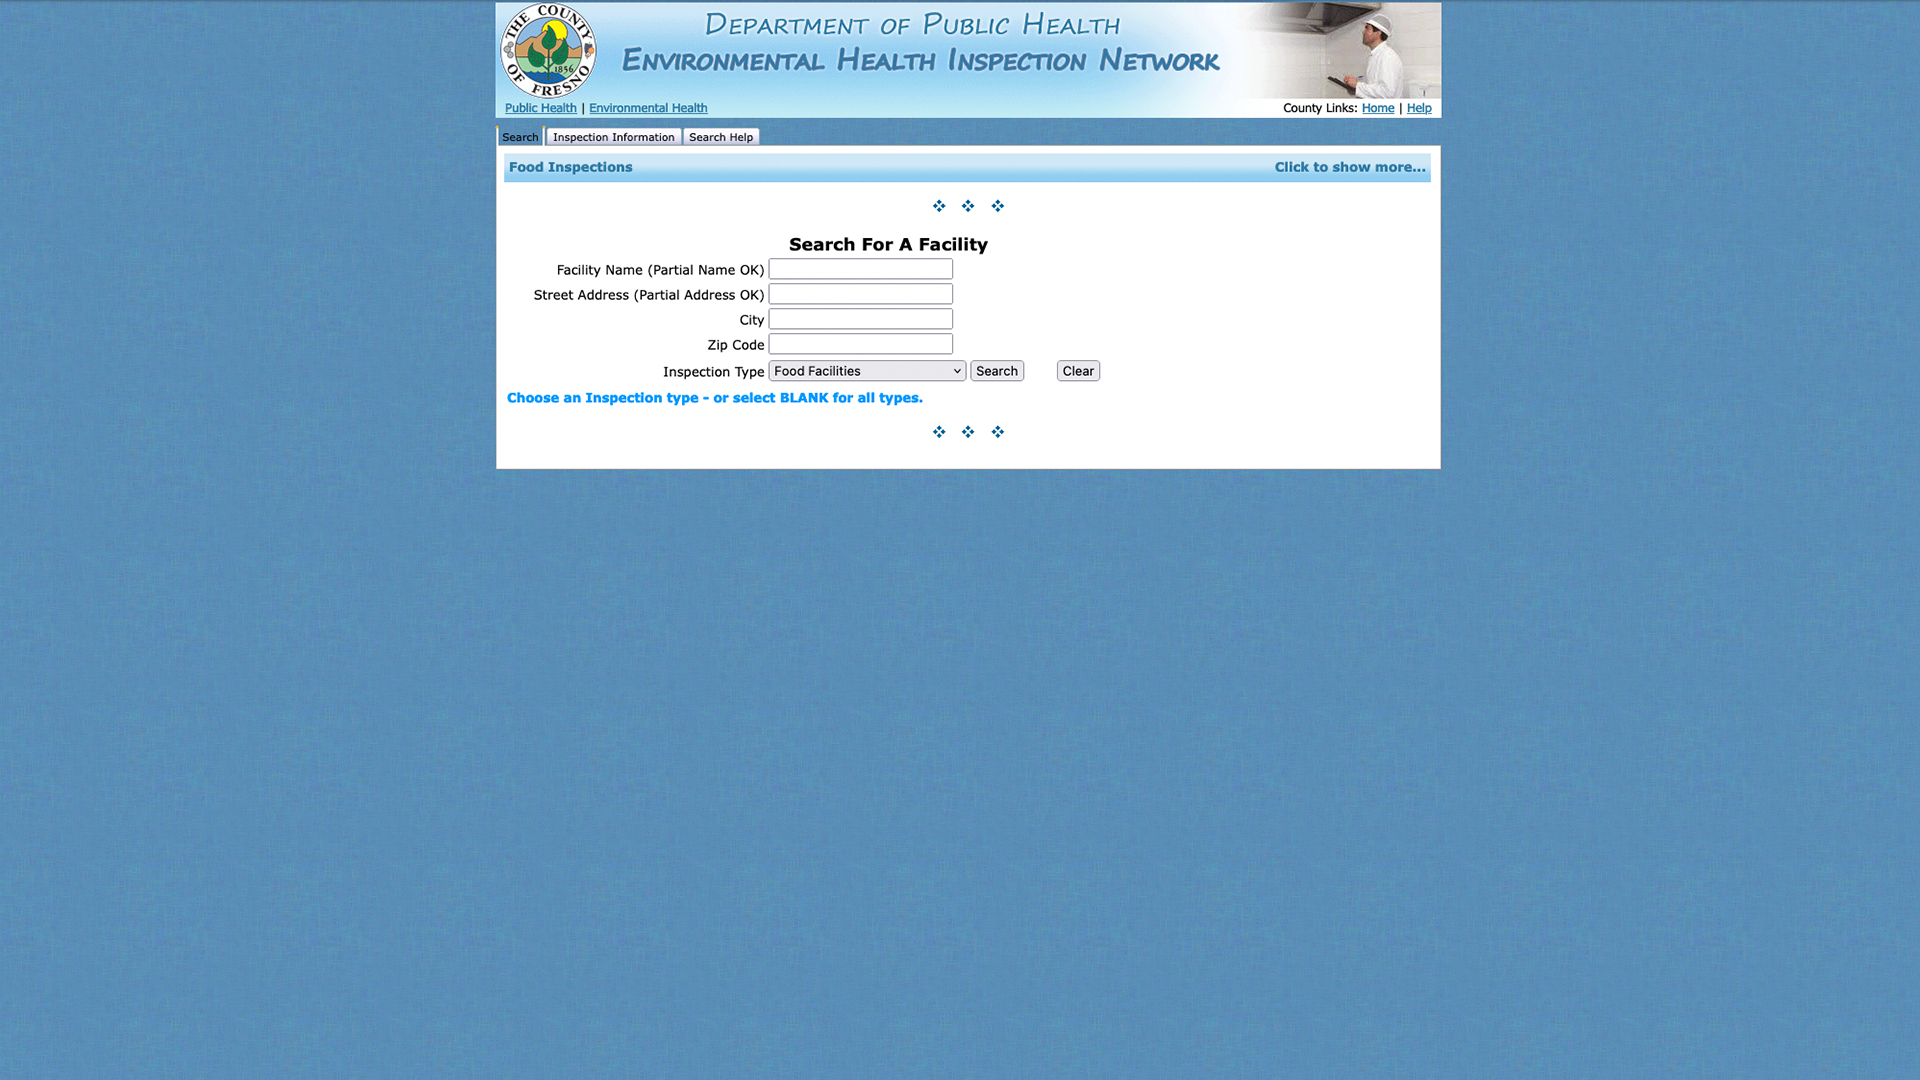 THE COUNTY OF FRESNO
1856
DEPARTMENT OF PUBLIC HEALTH
ENVIRONMENTAL HEALTH INSPECTION NETWORK
Public Health | Environmental Health
County Links: Home | Help
Search
Inspection Information
Search Help
Food Inspections
Click to show more...
Search For A Facility
Facility Name (Partial Name OK)
Street Address (Partial Address OK)
City
Zip Code
Inspection Type Food Facilities Search Clear
Choose an Inspection type - or select BLANK for all types.